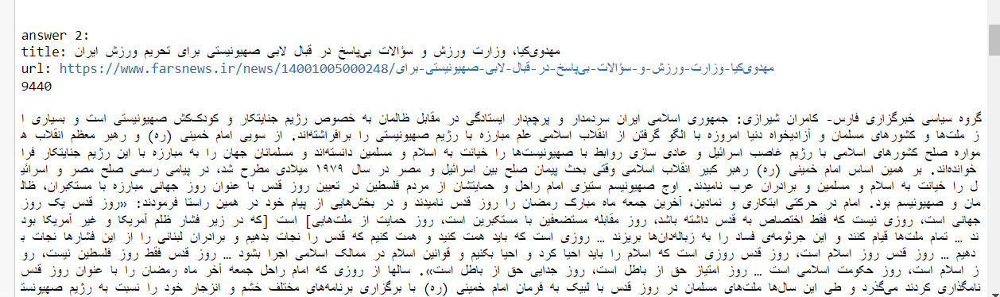 answer 2:
title: مهدوی‌کیا، وزارت ورزش و سؤالات بی‌پاسخ در قبال لابی صهیونیستی برای تحریم ورزش ایران
url: https://www.farsnews.ir/news/14001005000248/مهدوی‌کیا-وزارت-ورزش-و-سؤالات-بی‌پاسخ-در-قبال-لابی-صهیونیستی-برای
9440
گروه سیاسی خبرگزاری فارس- کامران شیرازی: جمهوری اسلامی ایران سردمدار و پرچم‌دار ایستادگی در مقابل ظالمان به خصوص رژیم جنایتکار و کودک‌کش صهیونیستی است و بسیاری ا
ز ملت‌ها و کشورهای مسلمان و آزادیخواه دنیا امروزه با الگو گرفتن از انقلاب اسلامی علم مبارزه با رژیم صهیونیستی را برافراشته‌اند. از سویی امام خمینی (ره) و رهبر معظم انقلاب ه
مواره صلح کشورهای اسلامی با رژیم غاصب اسرائیل و عادی سازی روابط با صهیونیست‌ها را خیانت به اسلام و مسلمین دانسته‌اند و مسلمانان جهان را به مبارزه با این رژیم جنایتکار فرا
خوانده‌اند. بر همین اساس امام خمینی (ره) رهبر کبیر انقلاب اسلامی وقتی بحث پیمان صلح بین اسرائیل و مصر در سال ۱۹۷۹ میلادی مطرح شد، در پیامی رسمی صلح مصر و اسرائی
ل را خیانت به اسلام و مسلمین و برادران عرب نامیدند. اوج صهیونیسم ستیزی امام راحل و حمایتشان از مردم فلسطین در تعیین روز قدس با عنوان روز جهانی مبارزه با مستکبران، ظال
مان و صهیونیسم بود. امام در حرکتی ابتکاری و نمادین، آخرین جمعه ماه مبارک رمضان را روز قدس نامیدند و در بخش‌هایی از پیام خود در همین راستا فرمودند: «روز قدس یک روز
جهانی است، روزی نیست که فقط اختصاص به قدس داشته باشد، روز مقابله مستضعفین با مستکبرین است، روز حمایت از ملت‌هایی] است [که در زیر فشار ظلم آمریکا و غیر آمریکا بود
ند … تمام ملت‌ها قیام کنند و این جرثومه‌ی فساد را به زباله‌دان‌ها بریزند … روزی است که باید همت کنید و همت کنیم که قدس را نجات بدهیم و برادران لبنانی را از این فشارها نجات ب
دهیم … روز قدس روز اسلام است، روز قدس روزی است که اسلام را باید احیا کرد و احیا بکنیم و قوانین اسلام در ممالک اسلامی اجرا بشود … روز قدس فقط روز فلسطین نیست، رو
ز اسلام است، روز حکومت اسلامی است … روز امتیاز حق از باطل است، روز جدایی حق از باطل است». سالها از روزی که امام راحل جمعه آخر ماه رمضان را با عنوان روز قدس
نامگذاری کردند می‌گذرد و طی این سال‌ها ملت‌های مسلمان در روز قدس با لبیک به فرمان امام خمینی (ره) با برگزاری برنامه‌های مختلف خشم و انزجار خود را نسبت به رژیم صهیونست